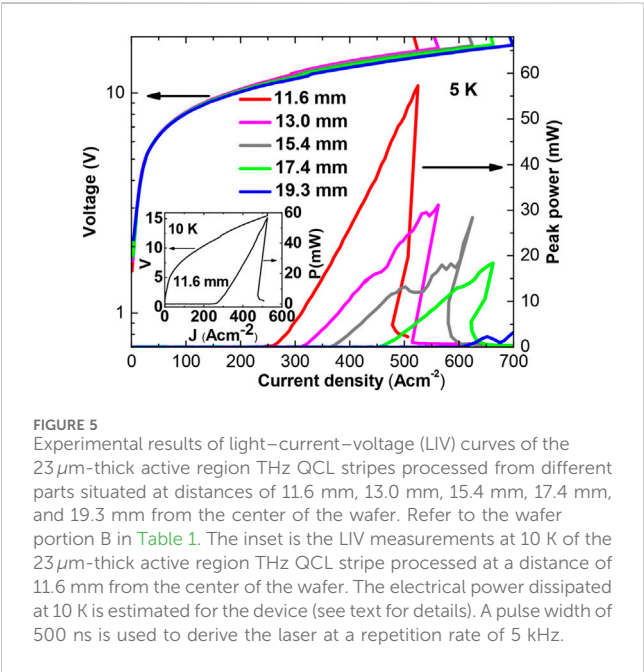 5 K
11.6 mm
13.0 mm
15.4 mm
17.4 mm
19.3 mm
Voltage (V)
10
1
Peak power (mW)
60
50
40
30
20
10
0
10 K
11.6 mm
V
15
10
5
0
P(mW)
60
40
20
0
0 200 400 600
J (Acm-2)
0 100 200 300 400 500 600 700
Current density (Acm-2)
FIGURE 5
Experimental results of light–current–voltage (LIV) curves of the
23 μm-thick active region THz QCL stripes processed from different
parts situated at distances of 11.6 mm, 13.0 mm, 15.4 mm, 17.4 mm,
and 19.3 mm from the center of the wafer. Refer to the wafer
portion B in Table 1. The inset is the LIV measurements at 10 K of the
23 μm-thick active region THz QCL stripe processed at a distance of
11.6 mm from the center of the wafer. The electrical power dissipated
at 10 K is estimated for the device (see text for details). A pulse width of
500 ns is used to derive the laser at a repetition rate of 5 kHz.